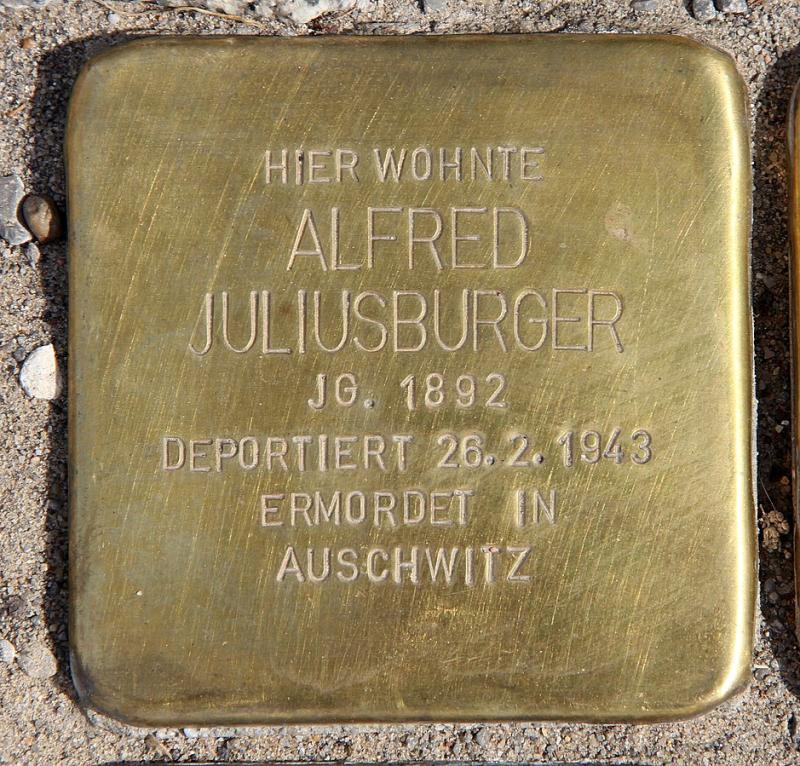 HIER WOHNTE
ALFRED
JULIUSBURGER
JG. 1892
DEPORTIERT 26.2.1943
ERMORDET IN
AUSCHWITZ